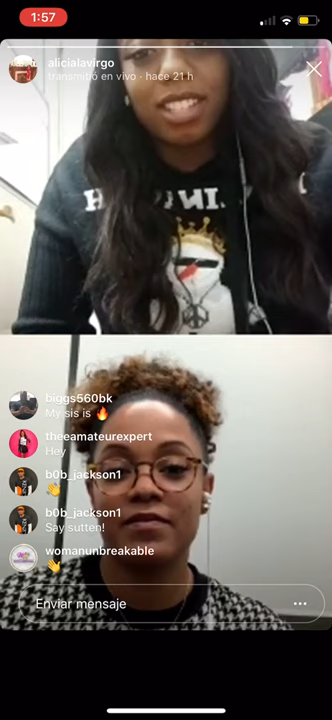 1:57
alicialavirgo
transmitió en vivo · hace 21 h
biggs560bk
My sis is 🔥
theeamateurexpert
Hey
b0b_jackson1
👋
b0b_jackson1
Say sutten!
womanunbreakable
👋
Enviar mensaje